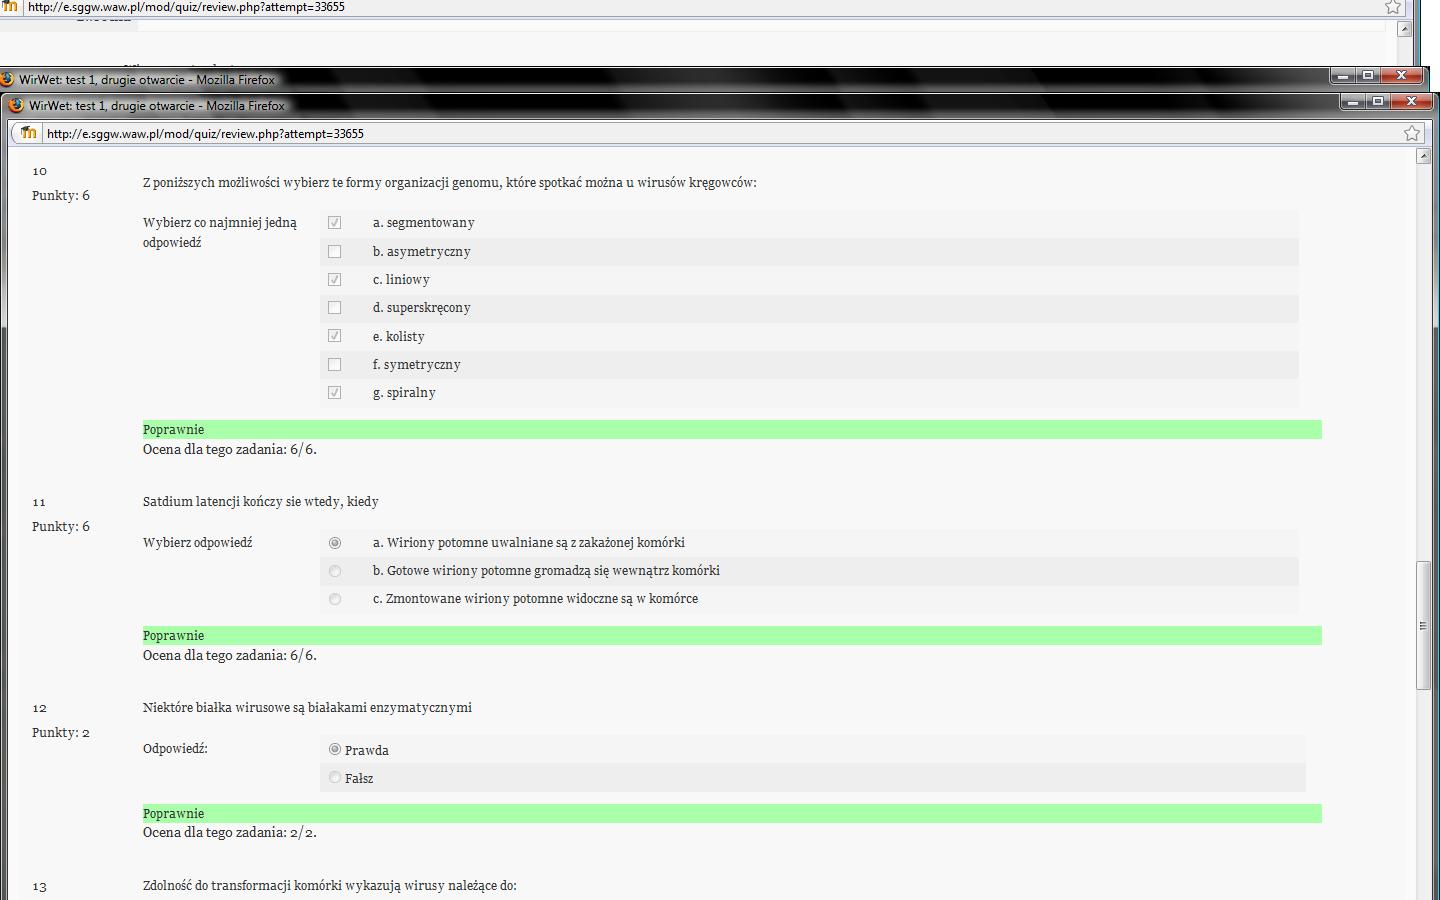 http://e.sggw.waw.pl/mod/quiz/review.php?attempt=33655
WirWet: test 1, drugie otwarcie - Mozilla Firefox
WirWet: test 1, drugie otwarcie - Mozilla Firefox
http://e.sggw.waw.pl/mod/quiz/review.php?attempt=33655
10
Punkty: 6
Z poniższych możliwości wybierz te formy organizacji genomu, które spotkać można u wirusów kręgowców:
Wybierz co najmniej jedną
odpowiedź
a. segmentowany
b. asymetryczny
c. liniowy
d. superskręcony
e. kolisty
f. symetryczny
g. spiralny
Poprawnie
Ocena dla tego zadania: 6/6.
11
Punkty: 6
Satdium latencji kończy sie wtedy, kiedy
Wybierz odpowiedź
a. Wiriony potomne uwalniane są z zakażonej komórki
b. Gotowe wiriony potomne gromadzą się wewnątrz komórki
c. Zmontowane wiriony potomne widoczne są w komórce
Poprawnie
Ocena dla tego zadania: 6/6.
12
Punkty: 2
Niektóre białka wirusowe są białakami enzymatycznymi
Odpowiedź:
Prawda
Fałsz
Poprawnie
Ocena dla tego zadania: 2/2.
13
Zdolność do transformacji komórki wykazują wirusy należące do: